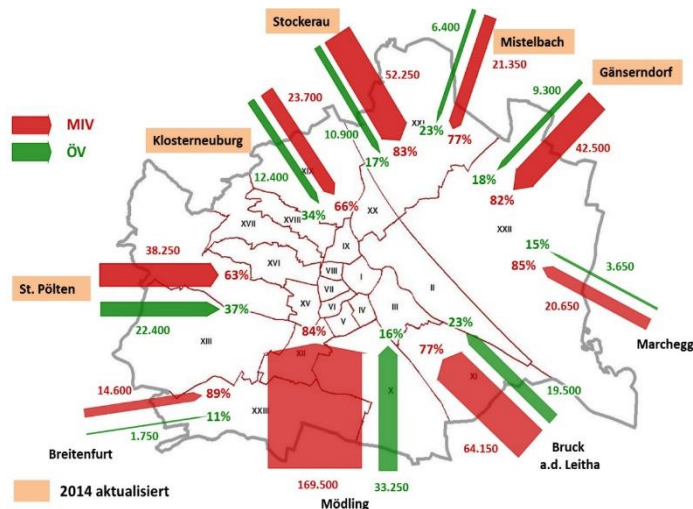 Stockerau
6.400
Mistelbach
52.250
21.350
9.300
Gänserndorf
MIV
ÖV
23.700
Klosterneuburg
10.900
XXI
23%
77%
42.500
12.400
XIX
17%
83%
18%
82%
34%
66%
XVII
XVIII
XX
XXII
38.250
IX
15%
3.650
XVI
VIII
I
II
85%
63%
VII
20.650
St. Pölten
XV
VI
IV
III
37%
V
23%
84%
16%
Marchegg
22.400
XIII
XII
77%
XI
14.600
89%
X
19.500
11%
XXIII
1.750
64.150
Breitenfurt
Bruck
a.d. Leitha
169.500
33.250
2014 aktualisiert
Mödling